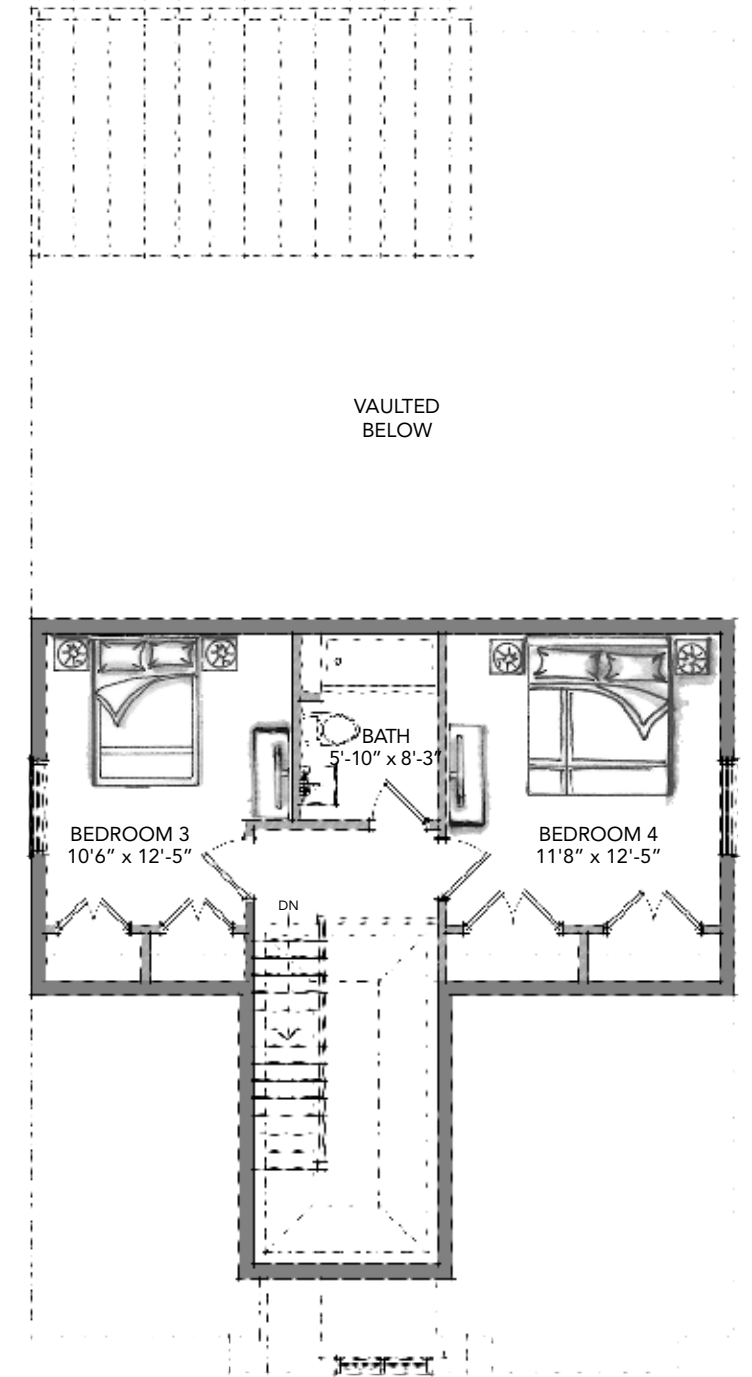 VAULTED
BELOW
BATH
5'-10” x 8'-3”
BEDROOM 3
10'6” x 12'-5”
BEDROOM 4
11'8” x 12'-5”
DN